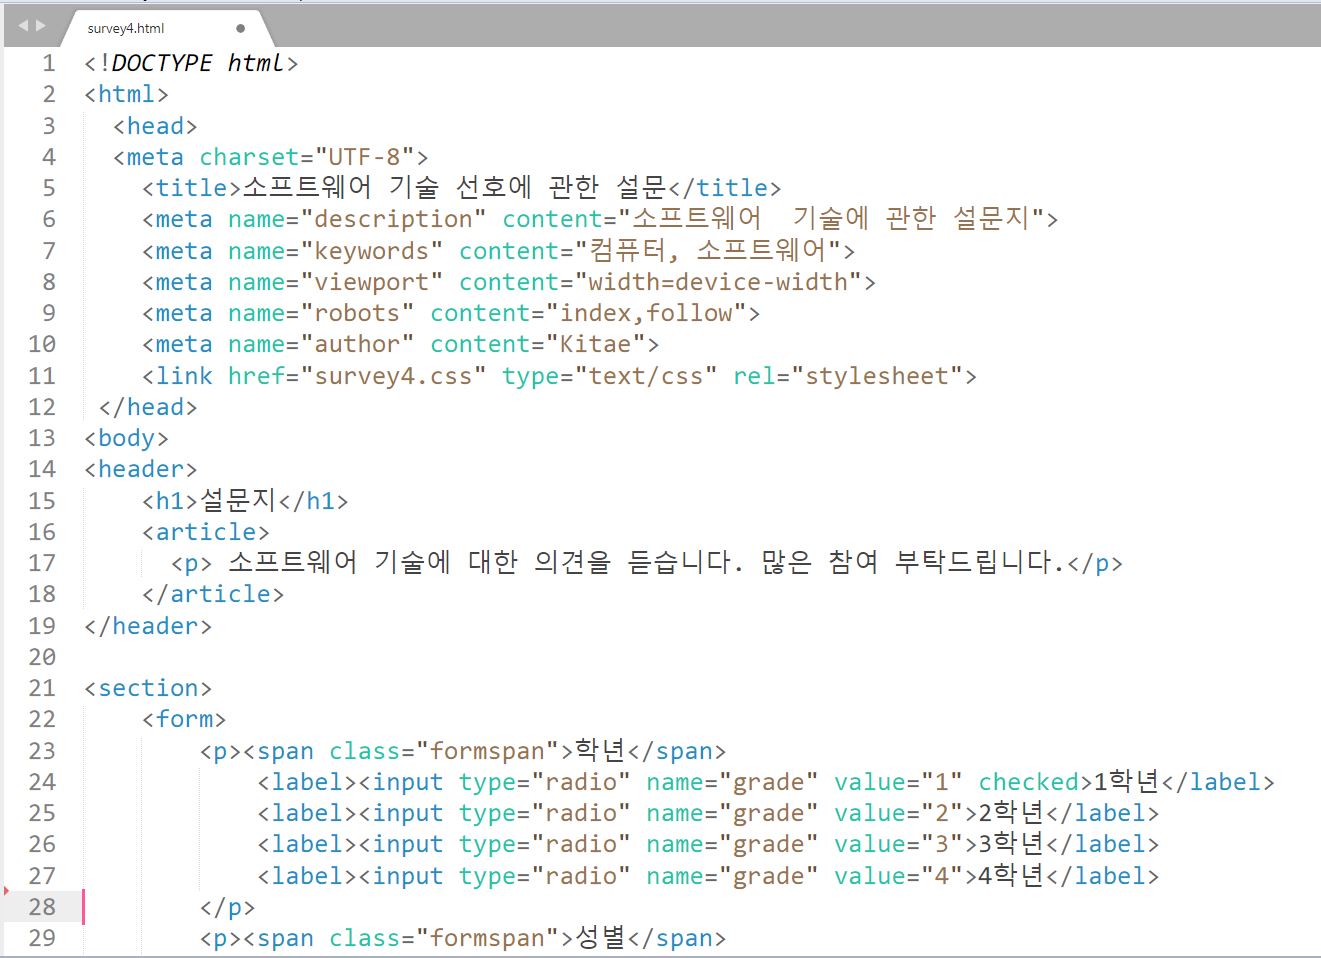 survey4.html
1 <!DOCTYPE html>
2 <html>
3 <head>
4 <meta charset="UTF-8">
5 <title>소프트웨어 기술 선호에 관한 설문</title>
6 <meta name="description" content="소프트웨어  기술에 관한 설문지">
7 <meta name="keywords" content="컴퓨터, 소프트웨어">
8 <meta name="viewport" content="width=device-width">
9 <meta name="robots" content="index,follow">
10 <meta name="author" content="Kitae">
11 <link href="survey4.css" type="text/css" rel="stylesheet">
12 </head>
13 <body>
14 <header>
15 <h1>설문지</h1>
16 <article>
17 <p> 소프트웨어 기술에 대한 의견을 듣습니다. 많은 참여 부탁드립니다.</p>
18 </article>
19 </header>
20
21 <section>
22 <form>
23 <p><span class="formspan">학년</span>
24 <label><input type="radio" name="grade" value="1" checked>1학년</label>
25 <label><input type="radio" name="grade" value="2">2학년</label>
26 <label><input type="radio" name="grade" value="3">3학년</label>
27 <label><input type="radio" name="grade" value="4">4학년</label>
28 </p>
29 <p><span class="formspan">성별</span>